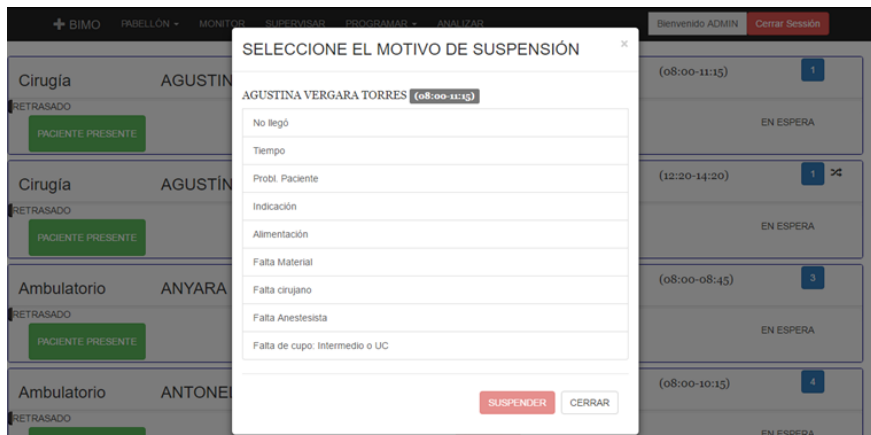 BIMO PABELLÓN MONITOR SUPERVISAR PROGRAMAR ANALIZAR Bienvenido ADMIN Cerrar Sessión
SELECCIONE EL MOTIVO DE SUSPENSIÓN ×
AGUSTINA VERGARA TORRES (08:00-11:15)
No llegó
Tiempo
Probl. Paciente
Indicación
Alimentación
Falta Material
Falta cirujano
Falta Anestesista
Falta de cupo: Intermedio o UC
SUSPENDER CERRAR
Cirugía AGUSTIN (08:00-11:15) 1
RETRASADO
PACIENTE PRESENTE EN ESPERA
Cirugía AGUSTÍN (12:20-14:20) 1
RETRASADO
PACIENTE PRESENTE EN ESPERA
Ambulatorio ANYARA (08:00-08:45) 3
RETRASADO
PACIENTE PRESENTE EN ESPERA
Ambulatorio ANTONE (08:00-10:15) 4
RETRASADO
EN ESPERA